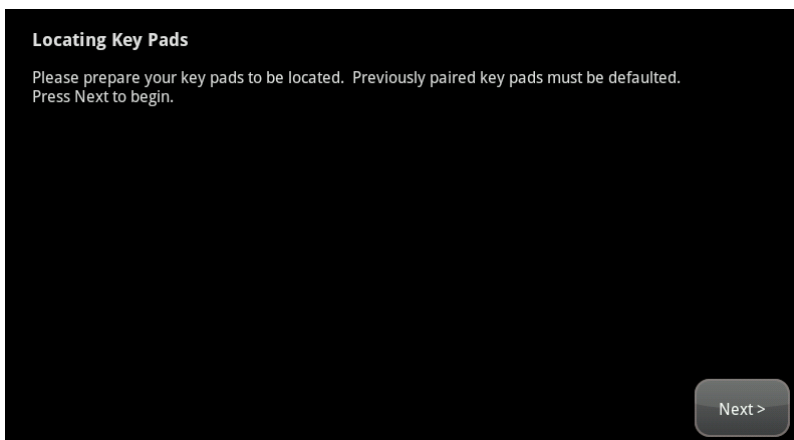 Locating Key Pads
Please prepare your key pads to be located.  Previously paired key pads must be defaulted.
Press Next to begin.
Next >